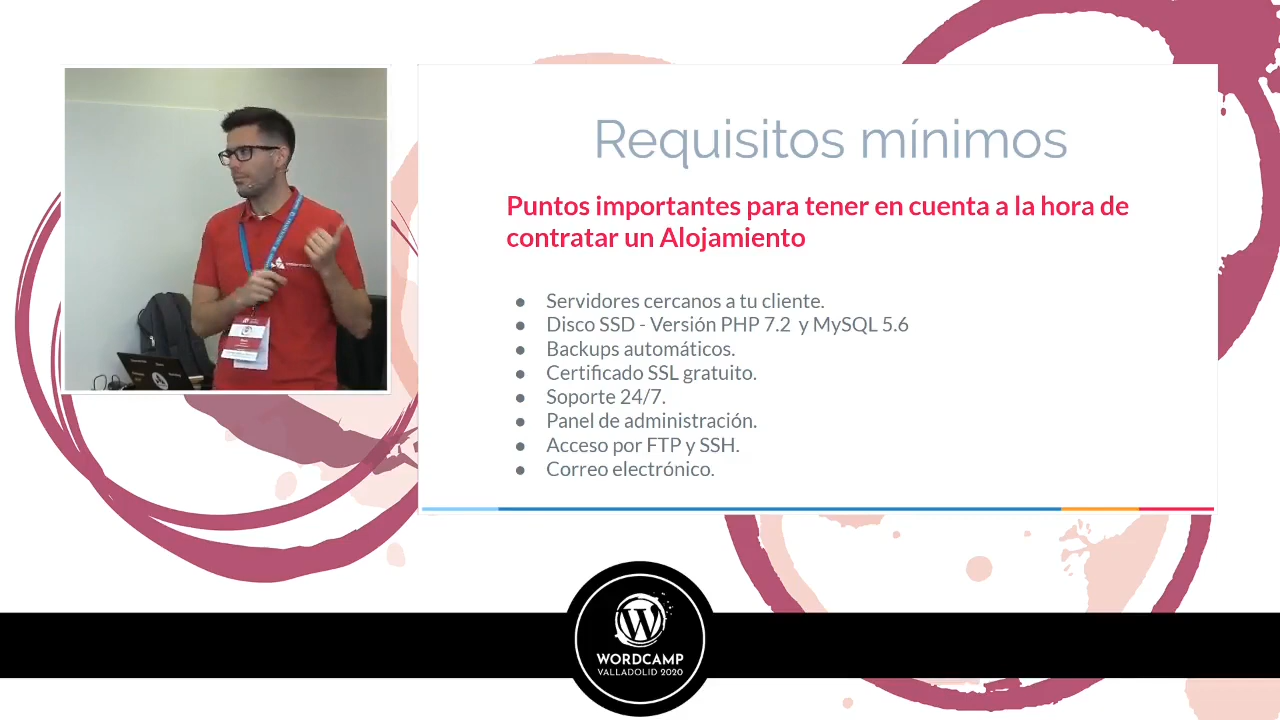 Requisitos mínimos
Puntos importantes para tener en cuenta a la hora de
contratar un Alojamiento
● Servidores cercanos a tu cliente.
● Disco SSD - Versión PHP 7.2 y MySQL 5.6
● Backups automáticos.
● Certificado SSL gratuito.
● Soporte 24/7.
● Panel de administración.
● Acceso por FTP y SSH.
● Correo electrónico.
WORDCAMP
VALLADOLID 2020